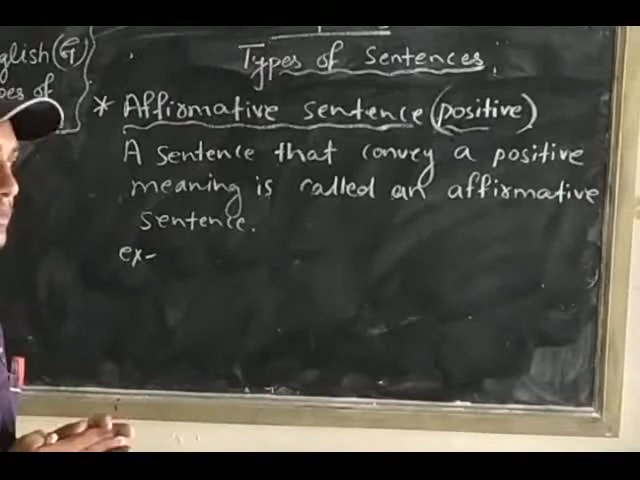 glish (G)
pes of
Types of Sentences
* Affirmative sentence (positive)
A sentence that convey a positive
meaning is called an affirmative
sentence.
ex-